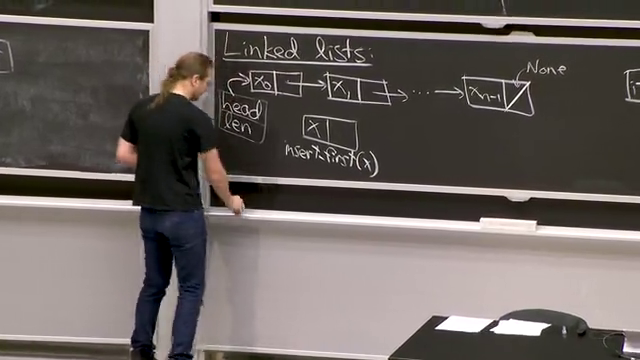 Linked lists:
x₀ x₁ ... xₙ₋₁ None
head
len
x
insert-first(x)